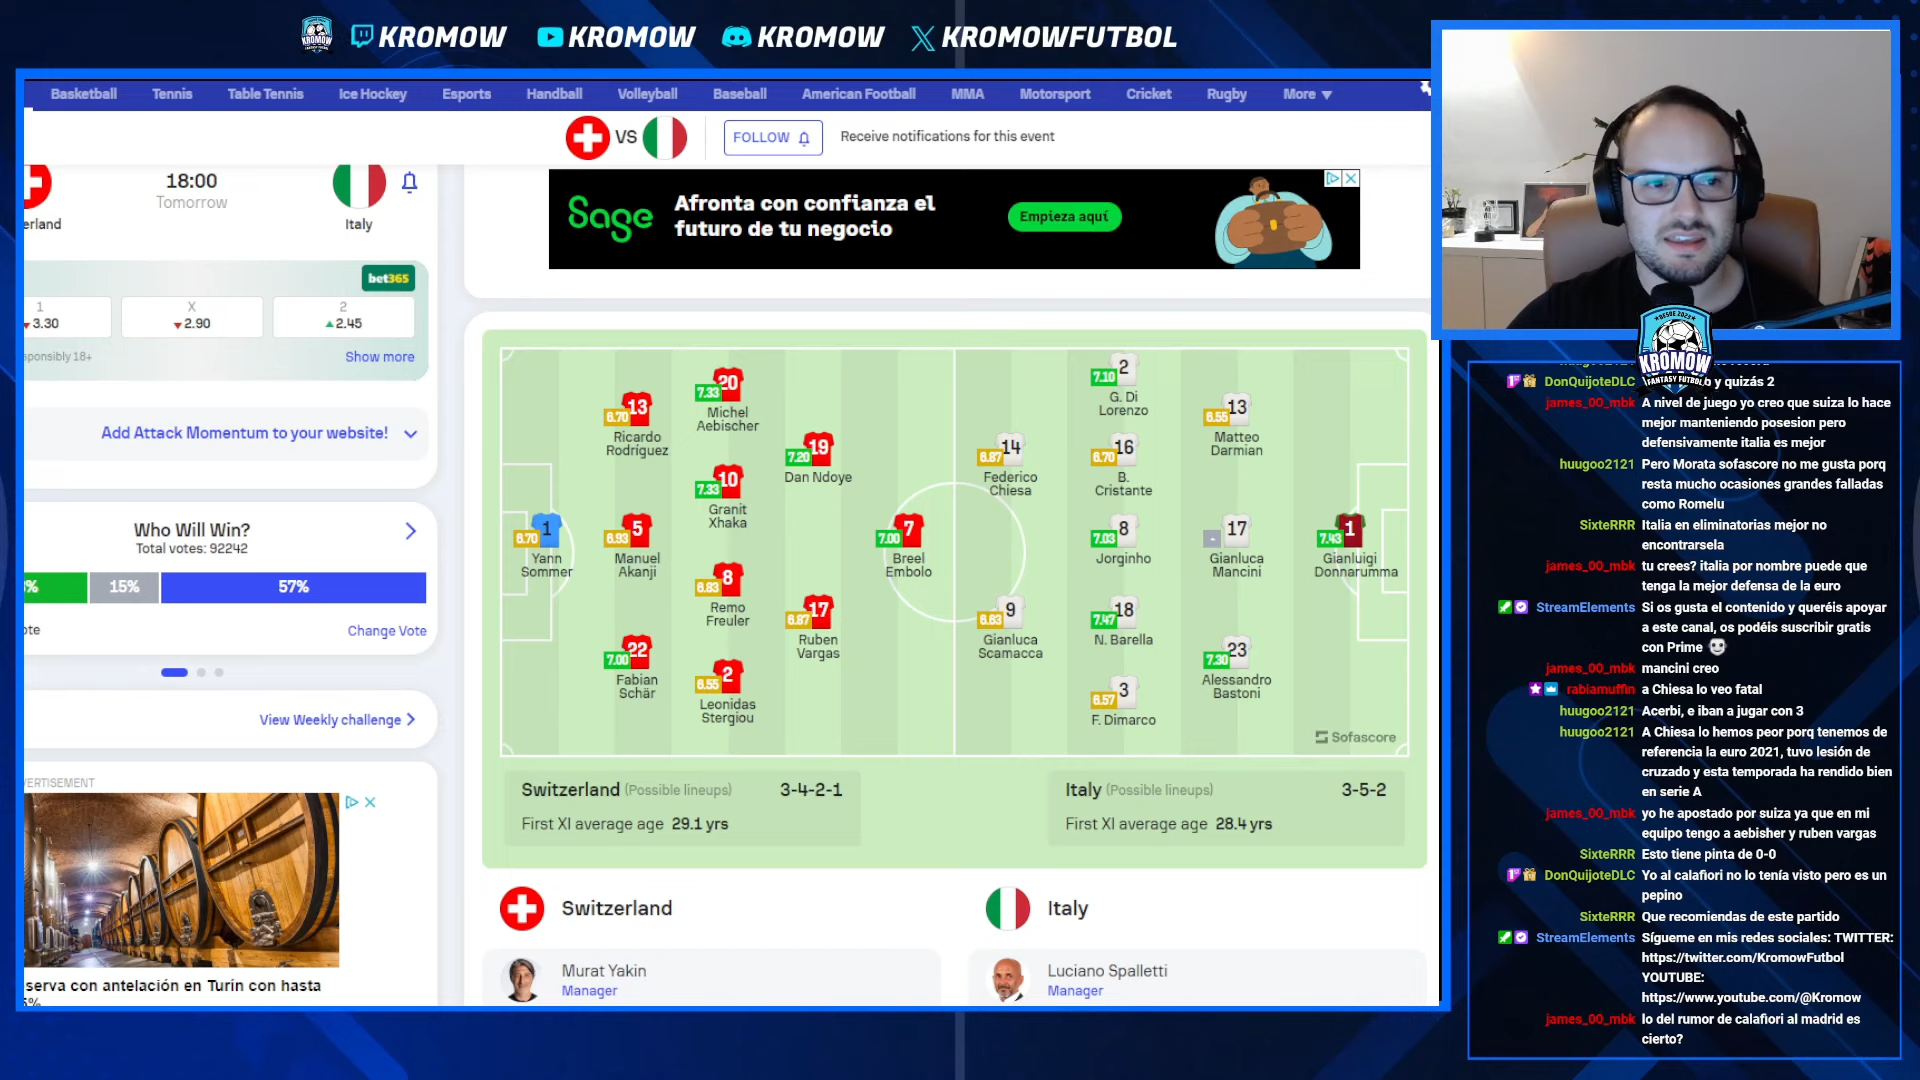 KROMOW KROMOW KROMOW KROMOWFUTBOL
Basketball Tennis Table Tennis Ice Hockey Esports Handball Volleyball Baseball American Football MMA Motorsport Cricket Rugby More
VS FOLLOW Receive notifications for this event
18:00
Tomorrow
erland Italy
bet365
1 X 2
3.30 2.90 2.45
sponsibly 18+ Show more
Add Attack Momentum to your website!
Who Will Win?
Total votes: 92242
% 15% 57%
ote Change Vote
View Weekly challenge
VERTISEMENT
serva con antelación en Turín con hasta
5%
Sage
Afronta con confianza el
futuro de tu negocio
Empieza aquí
1
6.70
Yann
Sommer
13
6.70
Ricardo
Rodríguez
5
6.93
Manuel
Akanji
22
7.00
Fabian
Schär
20
7.33
Michel
Aebischer
10
7.33
Granit
Xhaka
8
6.83
Remo
Freuler
2
6.55
Leonidas
Stergiou
19
7.20
Dan Ndoye
17
6.87
Ruben
Vargas
7
7.00
Breel
Embolo
14
6.87
Federico
Chiesa
9
6.63
Gianluca
Scamacca
2
7.10
G. Di
Lorenzo
16
6.70
B.
Cristante
8
7.03
Jorginho
18
7.47
N. Barella
3
6.57
F. Dimarco
13
6.55
Matteo
Darmian
17
-
Gianluca
Mancini
23
7.30
Alessandro
Bastoni
1
7.43
Gianluigi
Donnarumma
Sofascore
Switzerland (Possible lineups) 3-4-2-1
First XI average age 29.1 yrs
Italy (Possible lineups) 3-5-2
First XI average age 28.4 yrs
Switzerland
Italy
Murat Yakin
Manager
Luciano Spalletti
Manager
DESDE 2023
KROMOW
FANTASY FUTBOL
DonQuijoteDLC o y quizás 2
james_00_mbk A nivel de juego yo creo que suiza lo hace
mejor manteniendo posesion pero
defensivamente italia es mejor
huugoo2121 Pero Morata sofascore no me gusta porq
resta mucho ocasiones grandes falladas
como Romelu
SixteRRR Italia en eliminatorias mejor no
encontrarsela
james_00_mbk tu crees? italia por nombre puede que
tenga la mejor defensa de la euro
StreamElements Si os gusta el contenido y queréis apoyar
a este canal, os podéis suscribir gratis
con Prime
james_00_mbk mancini creo
rabiamuffin a Chiesa lo veo fatal
huugoo2121 Acerbi, e iban a jugar con 3
huugoo2121 A Chiesa lo hemos peor porq tenemos de
referencia la euro 2021, tuvo lesión de
cruzado y esta temporada ha rendido bien
en serie A
james_00_mbk yo he apostado por suiza ya que en mi
equipo tengo a aebisher y ruben vargas
SixteRRR Esto tiene pinta de 0-0
DonQuijoteDLC Yo al calafiori no lo tenía visto pero es un
pepino
SixteRRR Que recomiendas de este partido
StreamElements Sígueme en mis redes sociales: TWITTER:
https://twitter.com/KromowFutbol
YOUTUBE:
https://www.youtube.com/@Kromow
james_00_mbk lo del rumor de calafiori al madrid es
cierto?